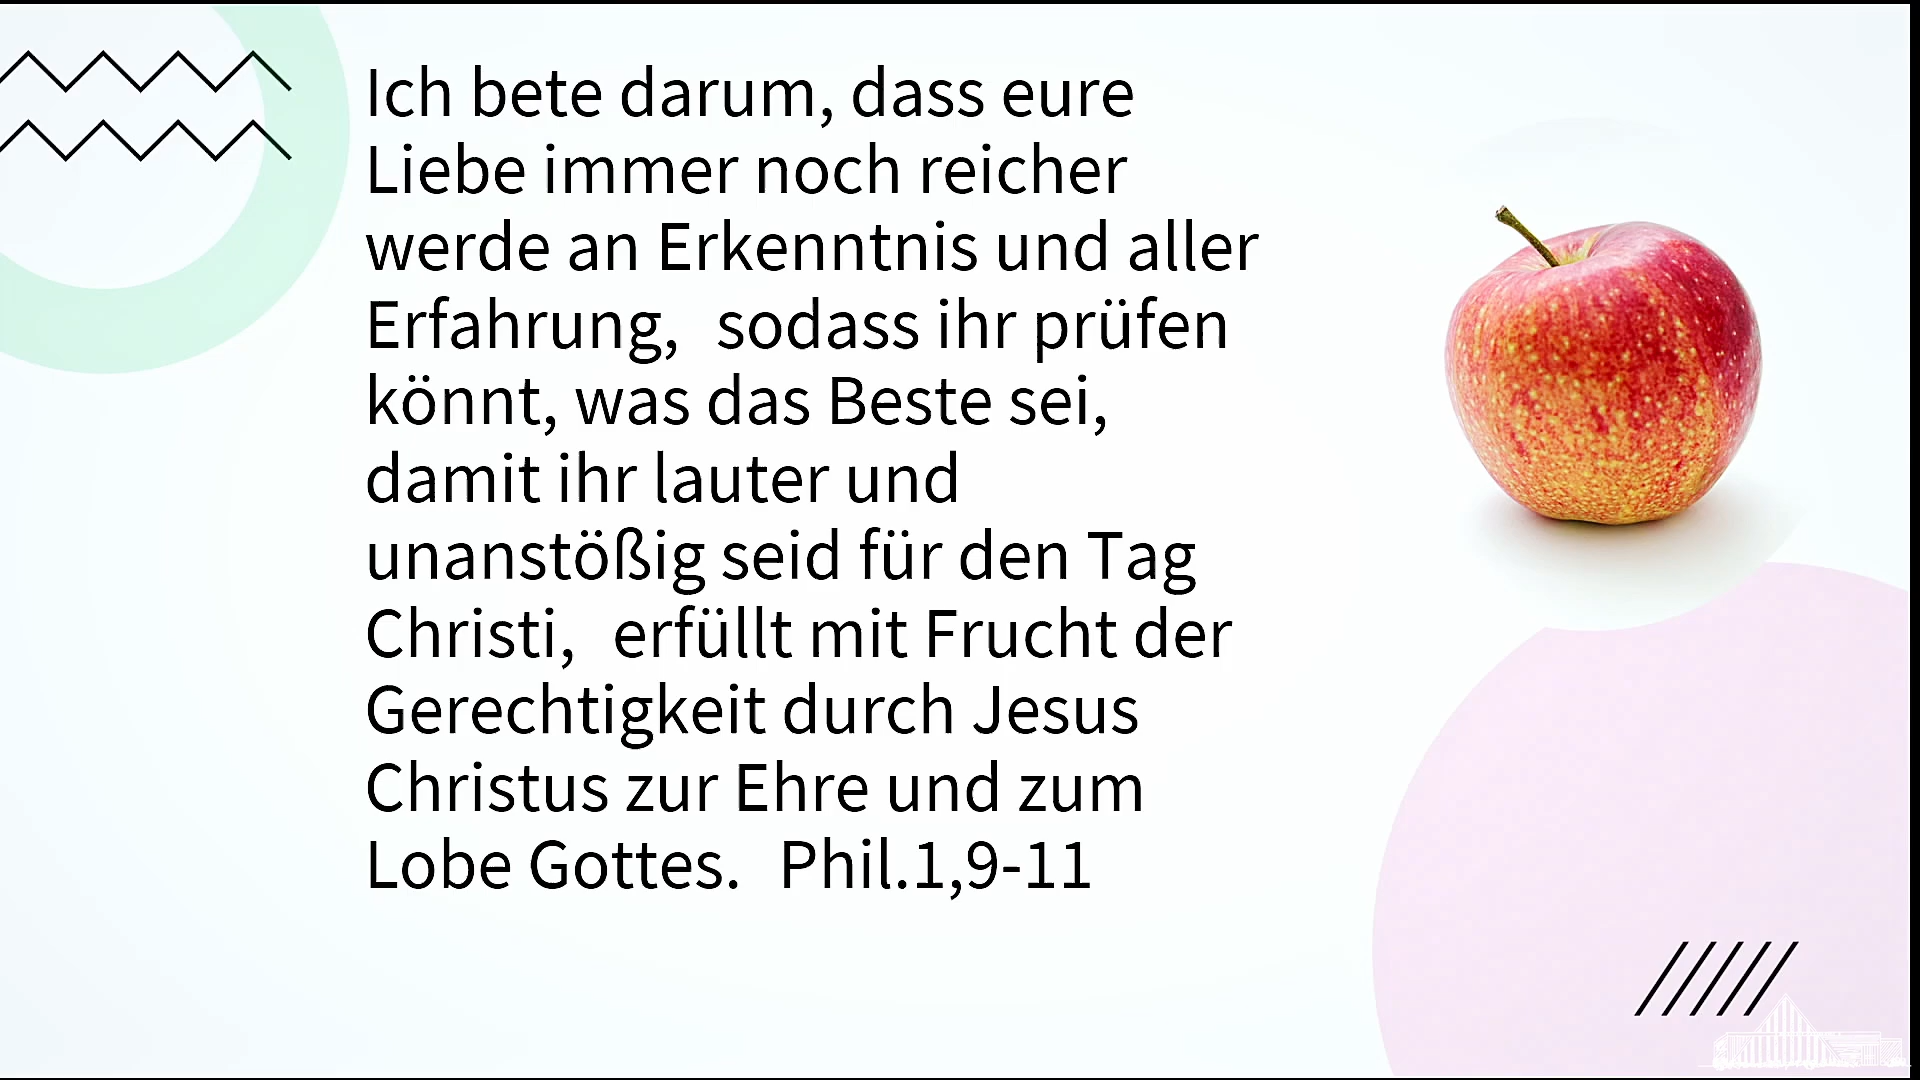 Ich bete darum, dass eure
Liebe immer noch reicher
werde an Erkenntnis und aller
Erfahrung, sodass ihr prüfen
könnt, was das Beste sei,
damit ihr lauter und
unanstößig seid für den Tag
Christi, erfüllt mit Frucht der
Gerechtigkeit durch Jesus
Christus zur Ehre und zum
Lobe Gottes. Phil.1,9-11